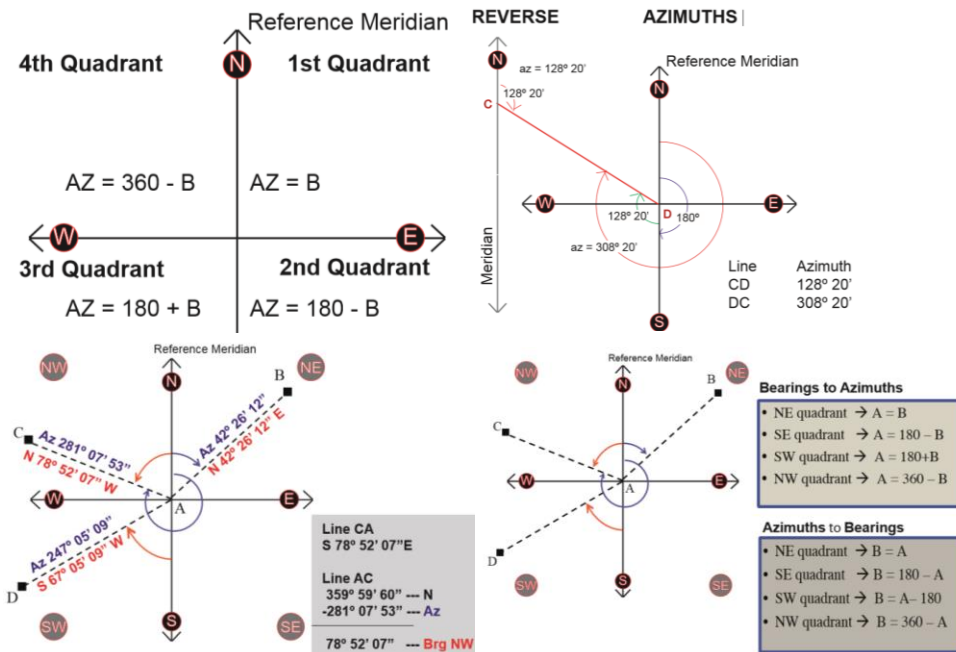 Reference Meridian
4th Quadrant
N
1st Quadrant
AZ = 360 - B
AZ = B
W
E
3rd Quadrant
2nd Quadrant
AZ = 180 + B
AZ = 180 - B
REVERSE AZIMUTHS
N
az = 128º 20'
128º 20'
C
Meridian
Reference Meridian
N
W
E
128º 20'
D
180º
az = 308º 20'
S
Line Azimuth
CD 128º 20'
DC 308º 20'
Reference Meridian
NW
NE
N
B
C
Az 281º 07' 53"
N 78º 52' 07" W
Az 42º 26' 12"
N 42º 26' 12" E
W
A
E
Az 247º 05' 09"
S 67º 05' 09" W
D
S
SW
SE
Line CA
S 78º 52' 07"E
Line AC
359º 59' 60" --- N
-281º 07' 53" --- Az
78º 52' 07" --- Brg NW
Reference Meridian
NW
NE
N
B
C
W
A
E
D
S
SW
SE
Bearings to Azimuths
• NE quadrant → A = B
• SE quadrant → A = 180 – B
• SW quadrant → A = 180+B
• NW quadrant → A = 360 – B
Azimuths to Bearings
• NE quadrant → B = A
• SE quadrant → B = 180 – A
• SW quadrant → B = A– 180
• NW quadrant → B = 360 – A